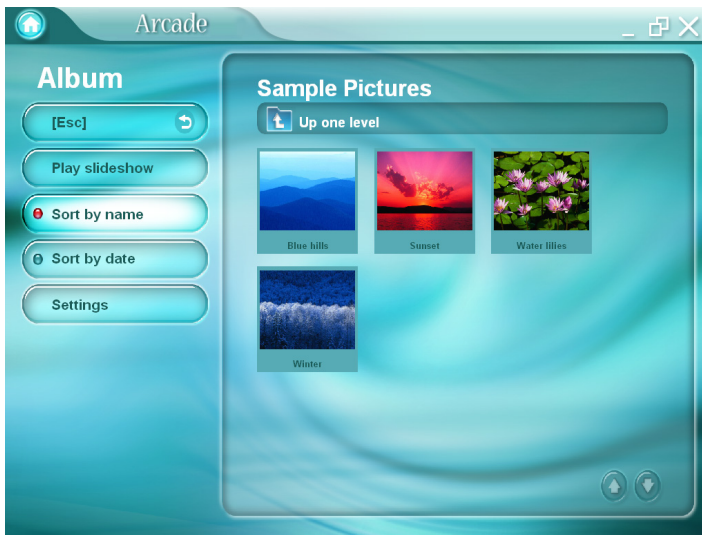 Arcade
Album
[Esc]
Play slideshow
Sort by name
Sort by date
Settings
Sample Pictures
Up one level
Blue hills
Sunset
Water lilies
Winter